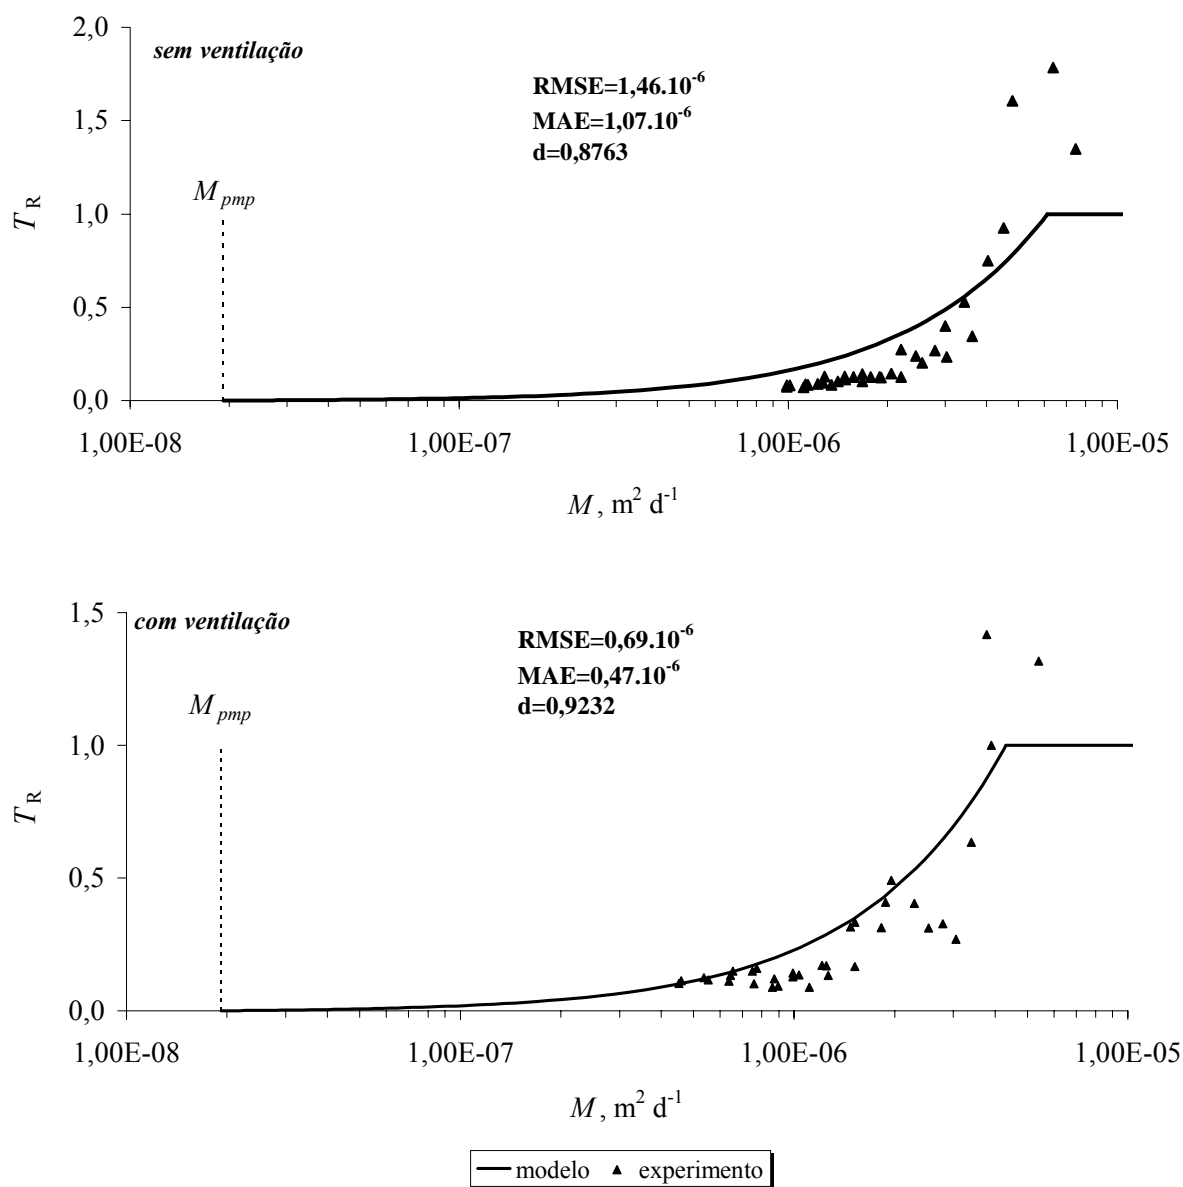 2,0
sem ventilação
RMSE=1,46.10⁻⁶
MAE=1,07.10⁻⁶
d=0,8763
1,5
M pmp
1,0
T R
0,5
0,0
1,00E-08 1,00E-07 1,00E-06 1,00E-05
M , m² d⁻¹
1,5
com ventilação
RMSE=0,69.10⁻⁶
MAE=0,47.10⁻⁶
d=0,9232
M pmp
1,0
T R
0,5
0,0
1,00E-08 1,00E-07 1,00E-06 1,00E-05
M , m² d⁻¹
modelo experimento